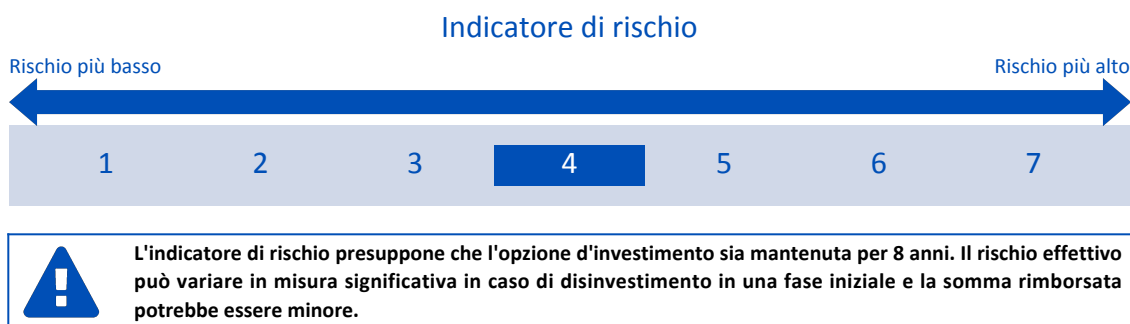 Indicatore di rischio
Rischio più basso Rischio più alto
1 2 3 4 5 6 7
L'indicatore di rischio presuppone che l'opzione d'investimento sia mantenuta per 8 anni. Il rischio effettivo
può variare in misura significativa in caso di disinvestimento in una fase iniziale e la somma rimborsata
potrebbe essere minore.